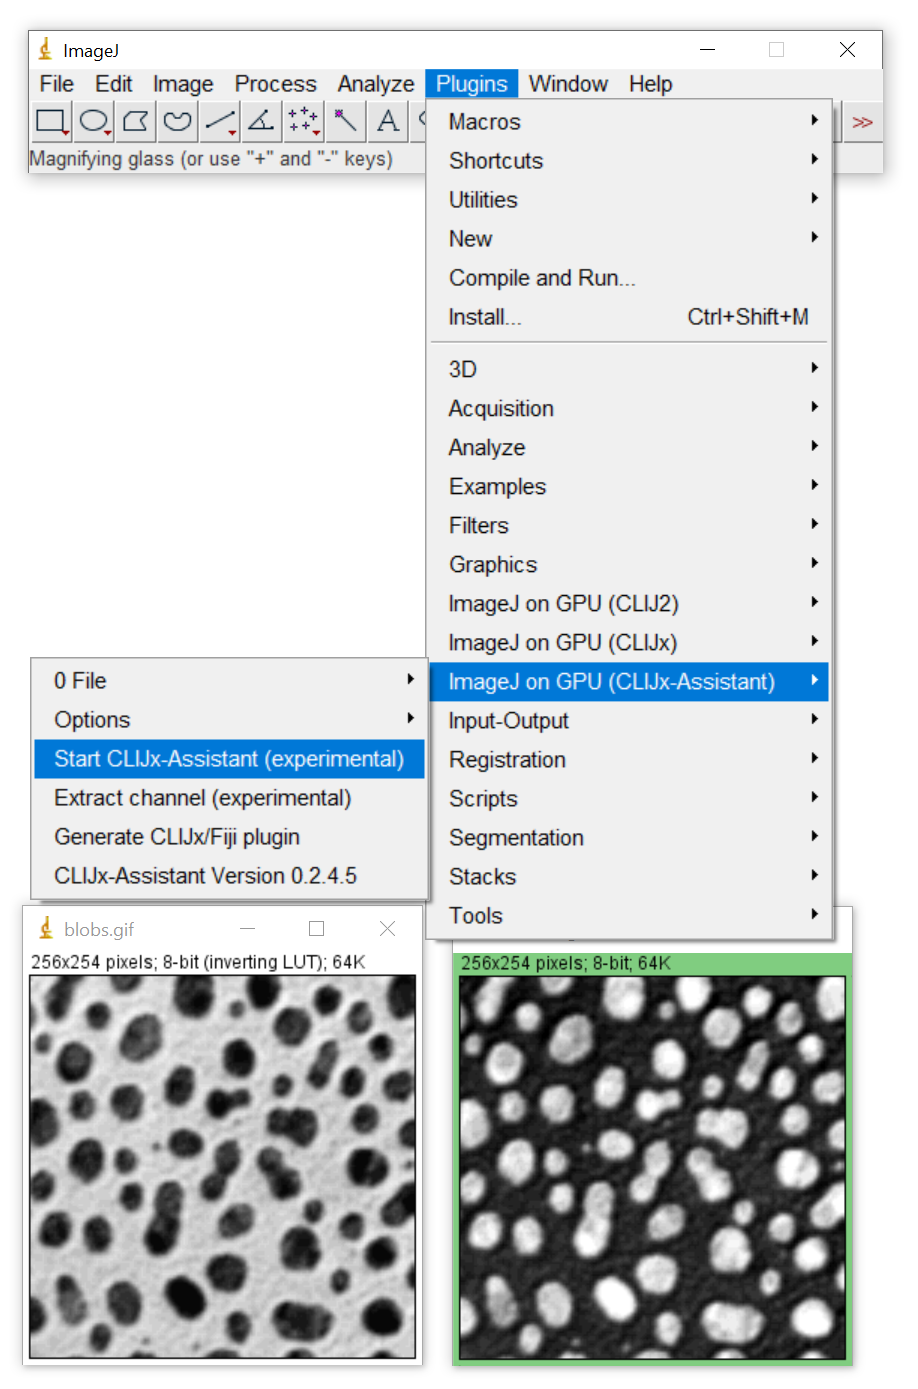 ImageJ
File Edit Image Process Analyze Plugins Window Help
A >>
Magnifying glass (or use "+" and "-" keys)
Macros
Shortcuts
Utilities
New
Compile and Run...
Install... Ctrl+Shift+M
3D
Acquisition
Analyze
Examples
Filters
Graphics
ImageJ on GPU (CLIJ2)
ImageJ on GPU (CLIJx)
ImageJ on GPU (CLIJx-Assistant)
Input-Output
Registration
Scripts
Segmentation
Stacks
Tools
0 File
Options
Start CLIJx-Assistant (experimental)
Extract channel (experimental)
Generate CLIJx/Fiji plugin
CLIJx-Assistant Version 0.2.4.5
blobs.gif
256x254 pixels; 8-bit (inverting LUT); 64K
256x254 pixels; 8-bit; 64K